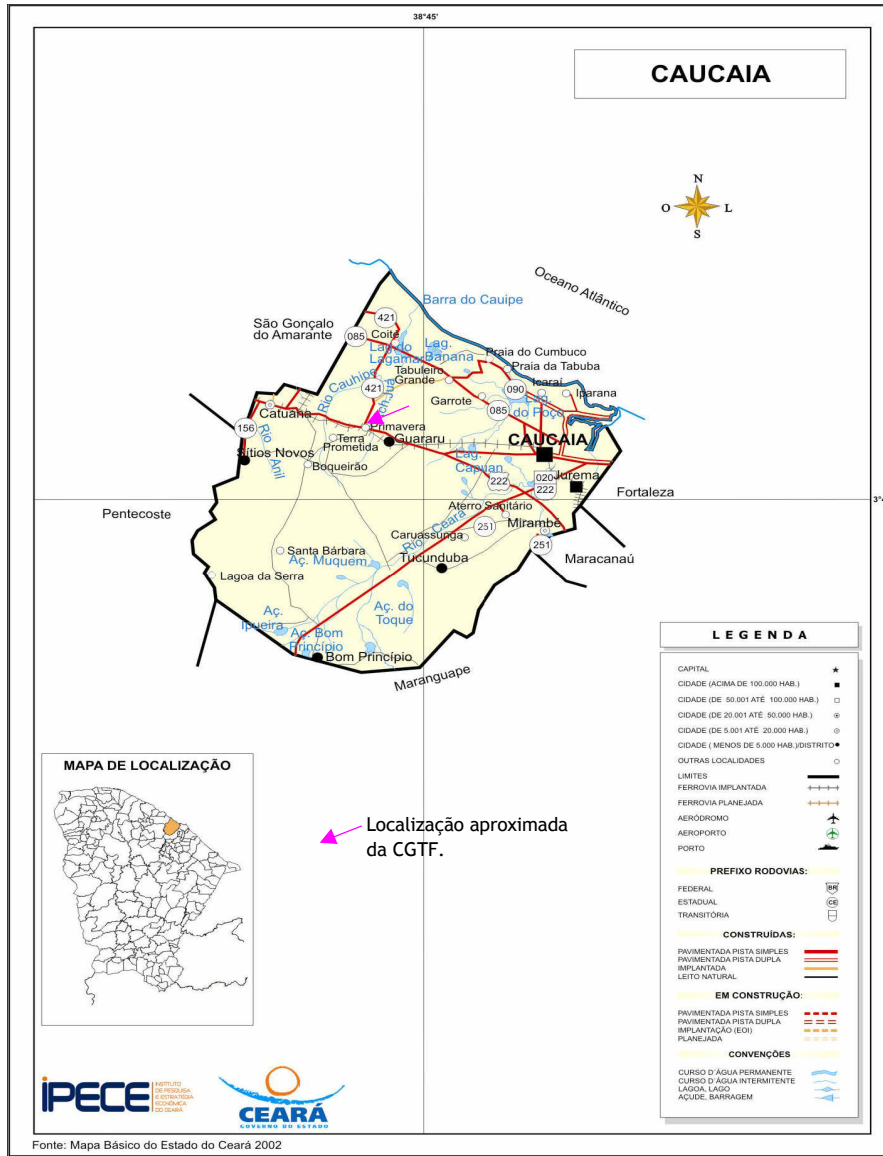 38°45'
CAUCAIA
N
O
L
S
Oceano Atlântico
Barra do Cauipe
São Gonçalo
do Amarante
421
085
Coité
Lag.do
Lagamar
Lag.
Banana
Praia do Cumbuco
Praia da Tabuba
Tabuleiro
Grande
Rio Cauhipe
421
090
Icaraí
Iparana
Garrote
085
Lag.
do Poço
Catuana
Primavera
156
Rio
Anil
Terra
Prometida
Guararu
CAUCAIA
Sítios Novos
Boqueirão
Lag.
Capuan
222
020
222
Jurema
Fortaleza
Pentecoste
Aterro Sanitário
251
Mirambé
Rio Ceará
Caruassunga
251
Maracanaú
Santa Bárbara
Aç. Muquem
Tucunduba
Lagoa da Serra
Aç.
Ipueira
Aç. do
Toque
Aç. Bom
Princípio
Bom Princípio
Maranguape
LEGENDA
CAPITAL
CIDADE (ACIMA DE 100.000 HAB.)
CIDADE (DE 50.001 ATÉ 100.000 HAB.)
CIDADE (DE 20.001 ATÉ 50.000 HAB.)
CIDADE (DE 5.001 ATÉ 20.000 HAB.)
CIDADE ( MENOS DE 5.000 HAB.)/DISTRITO
OUTRAS LOCALIDADES
LIMITES
FERROVIA IMPLANTADA
FERROVIA PLANEJADA
AERÓDROMO
AEROPORTO
PORTO
PREFIXO RODOVIAS:
FEDERAL BR
ESTADUAL CE
TRANSITÓRIA
CONSTRUÍDAS:
PAVIMENTADA PISTA SIMPLES
PAVIMENTADA PISTA DUPLA
IMPLANTADA
LEITO NATURAL
EM CONSTRUÇÃO:
PAVIMENTADA PISTA SIMPLES
PAVIMENTADA PISTA DUPLA
IMPLANTAÇÃO (EOI)
PLANEJADA
CONVENÇÕES
CURSO D'ÁGUA PERMANENTE
CURSO D'ÁGUA INTERMITENTE
LAGOA, LAGO
AÇUDE, BARRAGEM
MAPA DE LOCALIZAÇÃO
Localização aproximada
da CGTF.
IPECE
INSTITUTO
DE PESQUISA
E ESTRATÉGIA
ECONÔMICA
DO CEARÁ
CEARÁ
GOVERNO DO ESTADO
Fonte: Mapa Básico do Estado do Ceará 2002